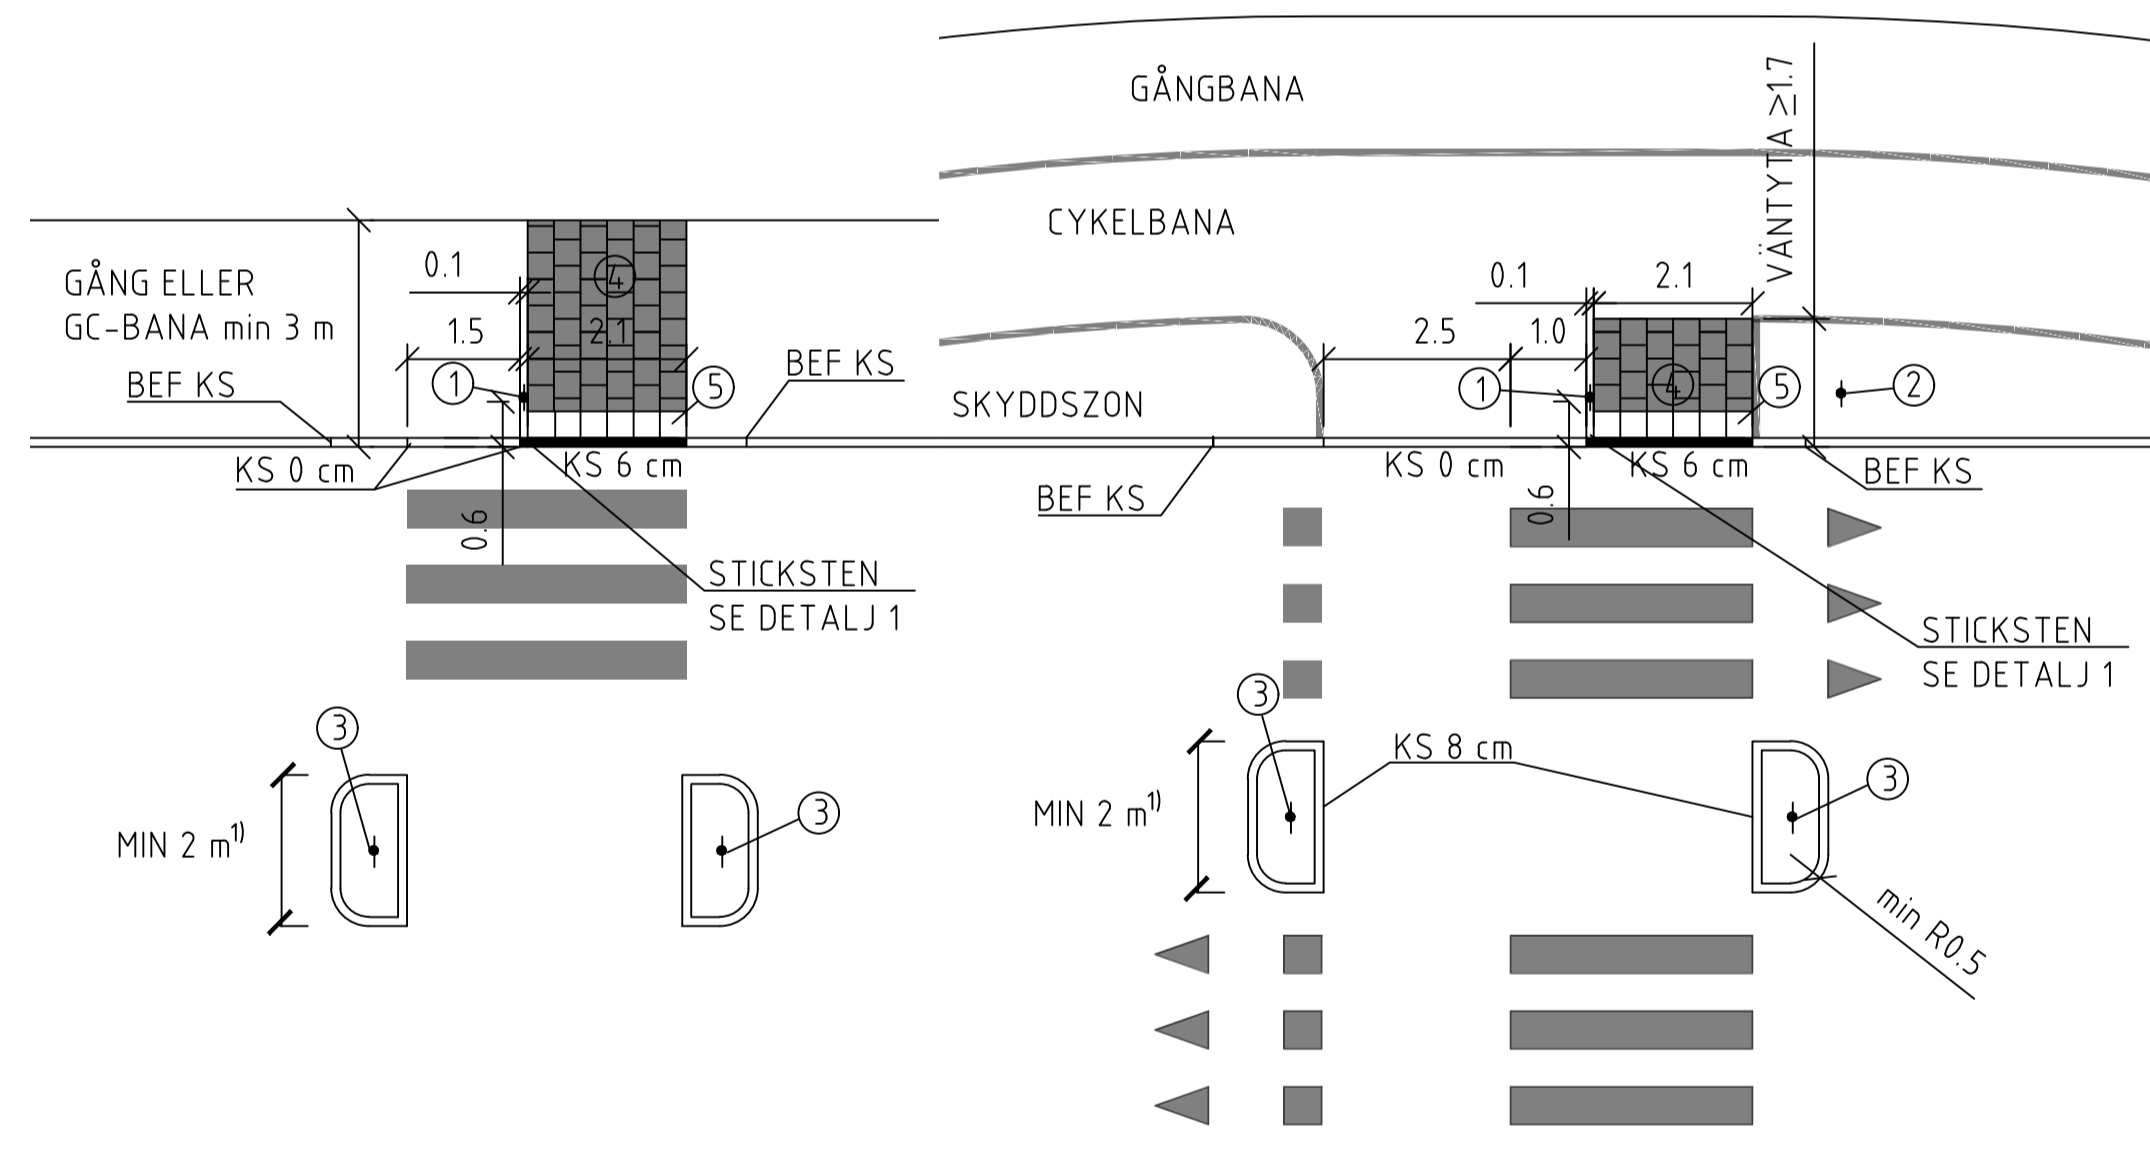 GÅNG ELLER
GC-BANA min 3 m
0.1
4
1.5
2.1
BEF KS
1
5
BEF KS
KS 0 cm
KS 6 cm
0.6
STICKSTEN
SE DETALJ 1
3
3
MIN 2 m¹⁾
GÅNGBANA
VÄNTYTA ≥1.7
CYKELBANA
0.1
2.1
2.5
1.0
SKYDDSZON
1
4
5
2
KS 0 cm
KS 6 cm
BEF KS
BEF KS
0.6
STICKSTEN
SE DETALJ 1
3
KS 8 cm
3
MIN 2 m¹⁾
min R0.5